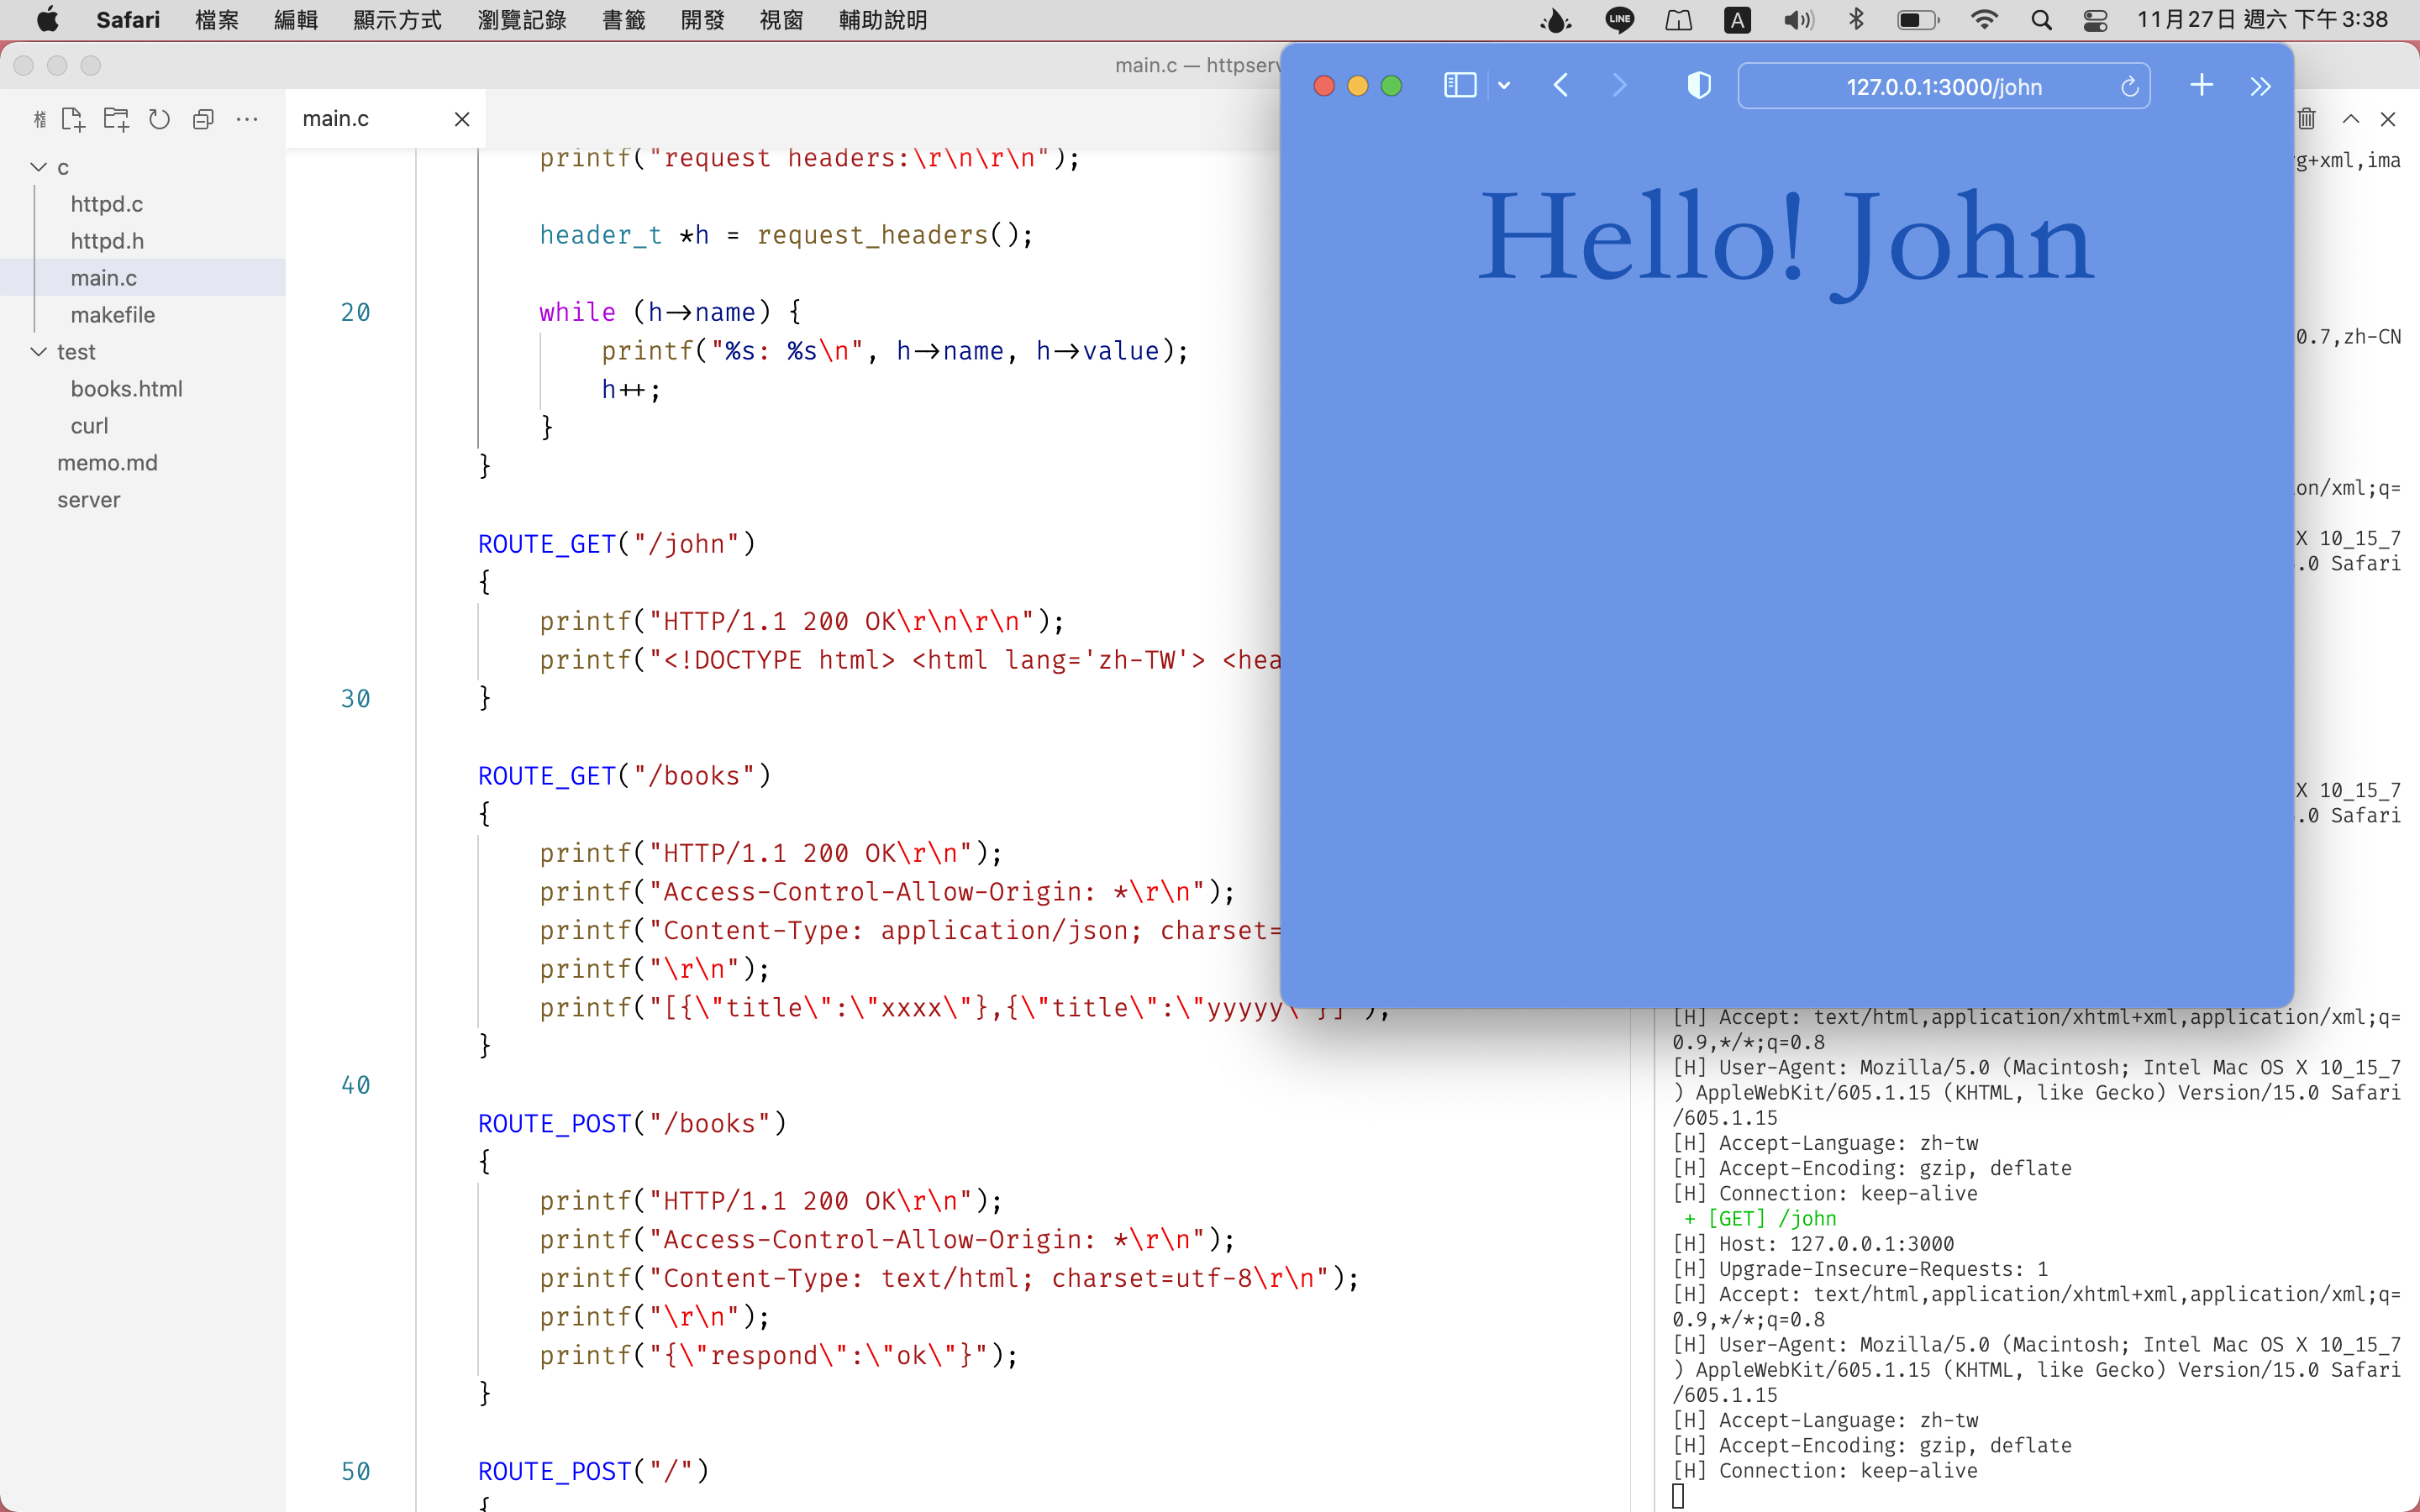 Safari 檔案 編輯 顯示方式 瀏覽記錄 書籤 開發 視窗 輔助說明 LINE A 11月27日 週六 下午3:38
main.c — httpserv
127.0.0.1:3000/john
main.c
c
httpd.c
httpd.h
main.c
makefile
test
books.html
curl
memo.md
server
printf("request headers:\r\n\r\n");
header_t *h = request_headers();
20 while (h->name) {
printf("%s: %s\n", h->name, h->value);
h++;
}
}
ROUTE_GET("/john")
{
printf("HTTP/1.1 200 OK\r\n\r\n");
printf("<!DOCTYPE html> <html lang='zh-TW'> <hea
30 }
ROUTE_GET("/books")
{
printf("HTTP/1.1 200 OK\r\n");
printf("Access-Control-Allow-Origin: *\r\n");
printf("Content-Type: application/json; charset=
printf("\r\n");
printf("[{\"title\":\"xxxx\"},{\"title\":\"yyyyy\"}]");
}
40
ROUTE_POST("/books")
{
printf("HTTP/1.1 200 OK\r\n");
printf("Access-Control-Allow-Origin: *\r\n");
printf("Content-Type: text/html; charset=utf-8\r\n");
printf("\r\n");
printf("{\"respond\":\"ok\"}");
}
50 ROUTE_POST("/")
{
Hello! John
g+xml,ima
0.7,zh-CN
on/xml;q=
X 10_15_7
.0 Safari
X 10_15_7
.0 Safari
[H] Accept: text/html,application/xhtml+xml,application/xml;q=
0.9,*/*;q=0.8
[H] User-Agent: Mozilla/5.0 (Macintosh; Intel Mac OS X 10_15_7
) AppleWebKit/605.1.15 (KHTML, like Gecko) Version/15.0 Safari
/605.1.15
[H] Accept-Language: zh-tw
[H] Accept-Encoding: gzip, deflate
[H] Connection: keep-alive
+ [GET] /john
[H] Host: 127.0.0.1:3000
[H] Upgrade-Insecure-Requests: 1
[H] Accept: text/html,application/xhtml+xml,application/xml;q=
0.9,*/*;q=0.8
[H] User-Agent: Mozilla/5.0 (Macintosh; Intel Mac OS X 10_15_7
) AppleWebKit/605.1.15 (KHTML, like Gecko) Version/15.0 Safari
/605.1.15
[H] Accept-Language: zh-tw
[H] Accept-Encoding: gzip, deflate
[H] Connection: keep-alive